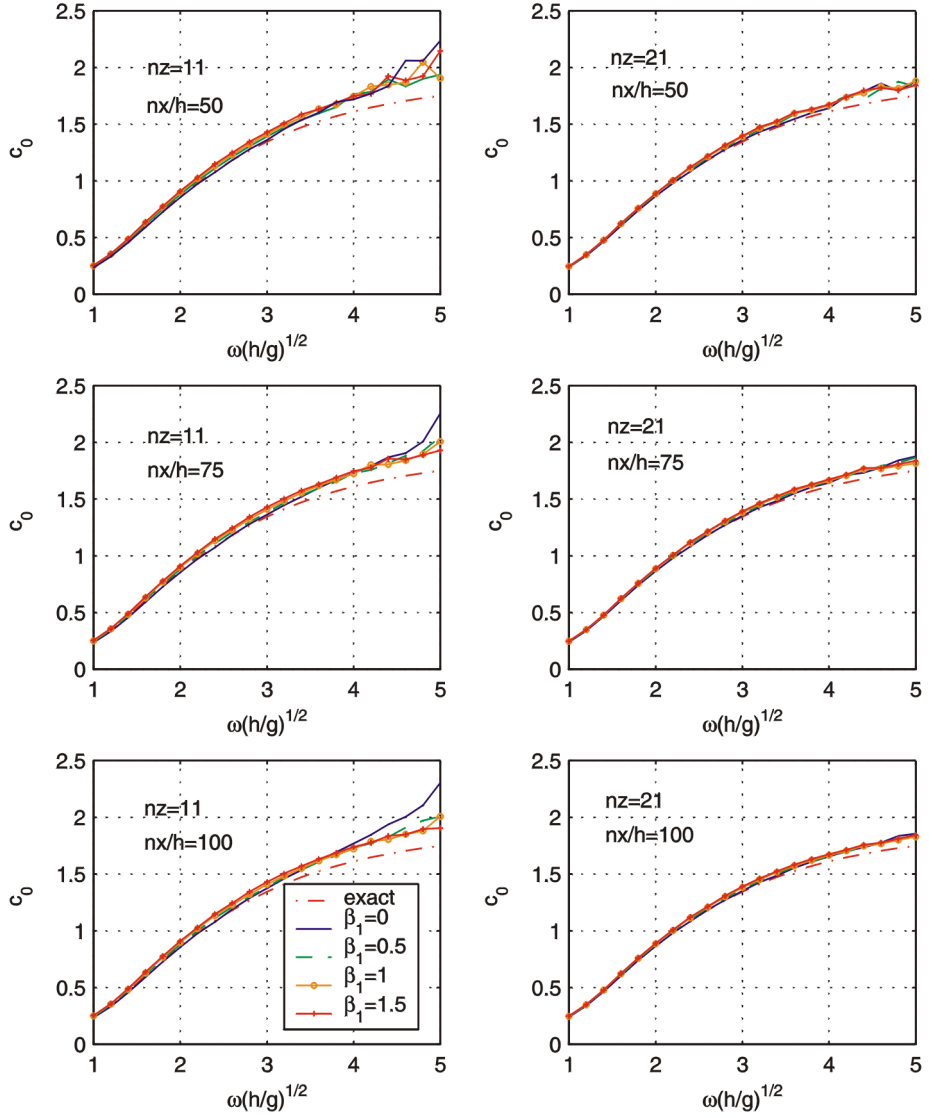 2.5
2
1.5
1
0.5
0
c0
nz=11
nx/h=50
1 2 3 4 5
ω(h/g)1/2
2.5
2
1.5
1
0.5
0
c0
nz=21
nx/h=50
1 2 3 4 5
ω(h/g)1/2
2.5
2
1.5
1
0.5
0
c0
nz=11
nx/h=75
1 2 3 4 5
ω(h/g)1/2
2.5
2
1.5
1
0.5
0
c0
nz=21
nx/h=75
1 2 3 4 5
ω(h/g)1/2
2.5
2
1.5
1
0.5
0
c0
nz=11
nx/h=100
exact
β1=0
β1=0.5
β1=1
β1=1.5
1 2 3 4 5
ω(h/g)1/2
2.5
2
1.5
1
0.5
0
c0
nz=21
nx/h=100
1 2 3 4 5
ω(h/g)1/2